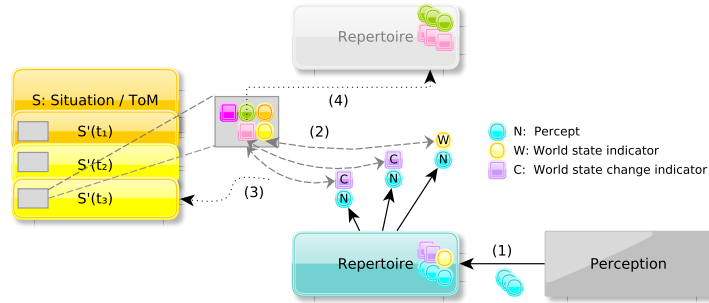 Repertoire
(4)
S: Situation / ToM
S'(t₁)
S'(t₂)
S'(t₃)
(2)
(3)
W
N
C
N
C
N
N: Percept
W: World state indicator
C: World state change indicator
Repertoire
(1)
Perception